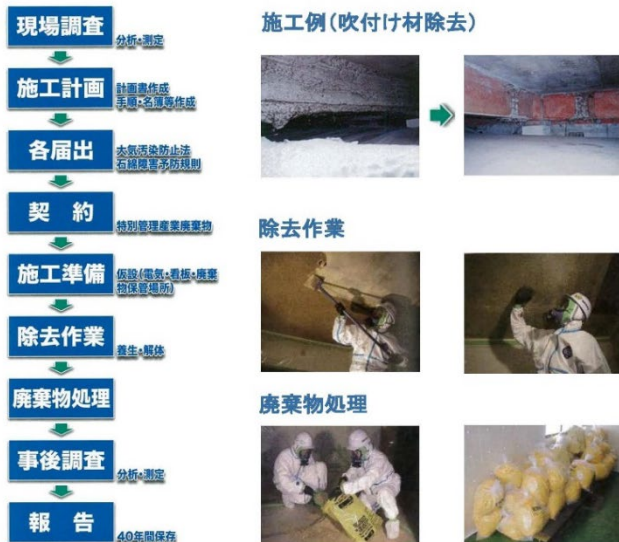 現場調査
分析・測定
施工計画
計画書作成
手順・名簿等作成
各届出
大気汚染防止法
石綿障害予防規則
契　約
特別管理産業廃棄物
施工準備
仮設(電気・看板・廃棄
物保管場所)
除去作業
養生・解体
廃棄物処理
事後調査
分析・測定
報　告
40年間保存
施工例(吹付け材除去)
除去作業
廃棄物処理